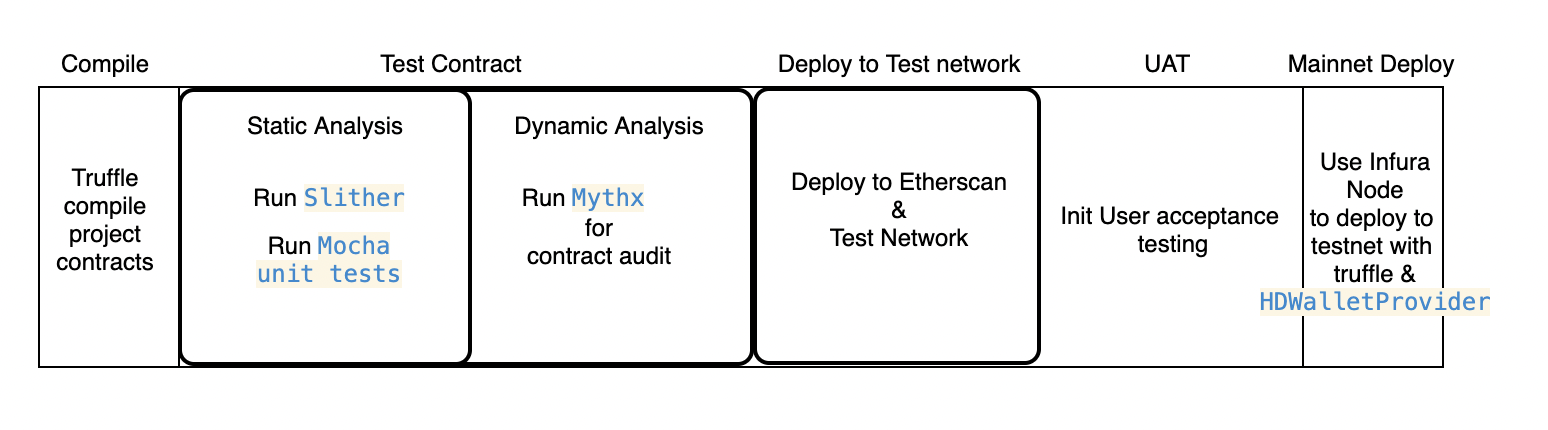 Compile
Test Contract
Deploy to Test network
UAT
Mainnet Deploy
Truffle
compile
project
contracts
Static Analysis
Run Slither
Run Mocha
unit tests
Dynamic Analysis
Run Mythx
for
contract audit
Deploy to Etherscan
&
Test Network
Init User acceptance
testing
Use Infura
Node
to deploy to
testnet with
truffle &
HDWalletProvider